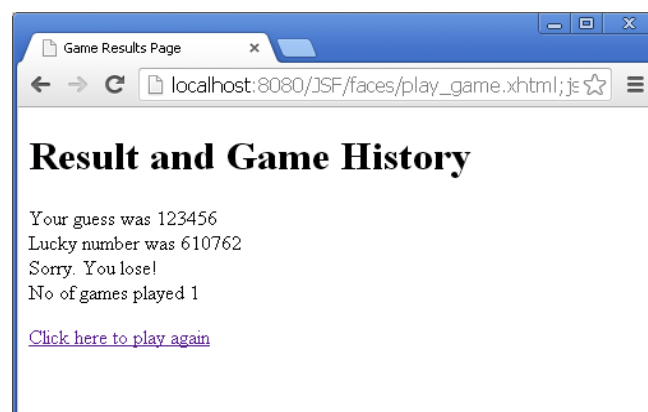 Game Results Page
localhost:8080/JSF/faces/play_game.xhtml;js
Result and Game History
Your guess was 123456
Lucky number was 610762
Sorry. You lose!
No of games played 1
Click here to play again